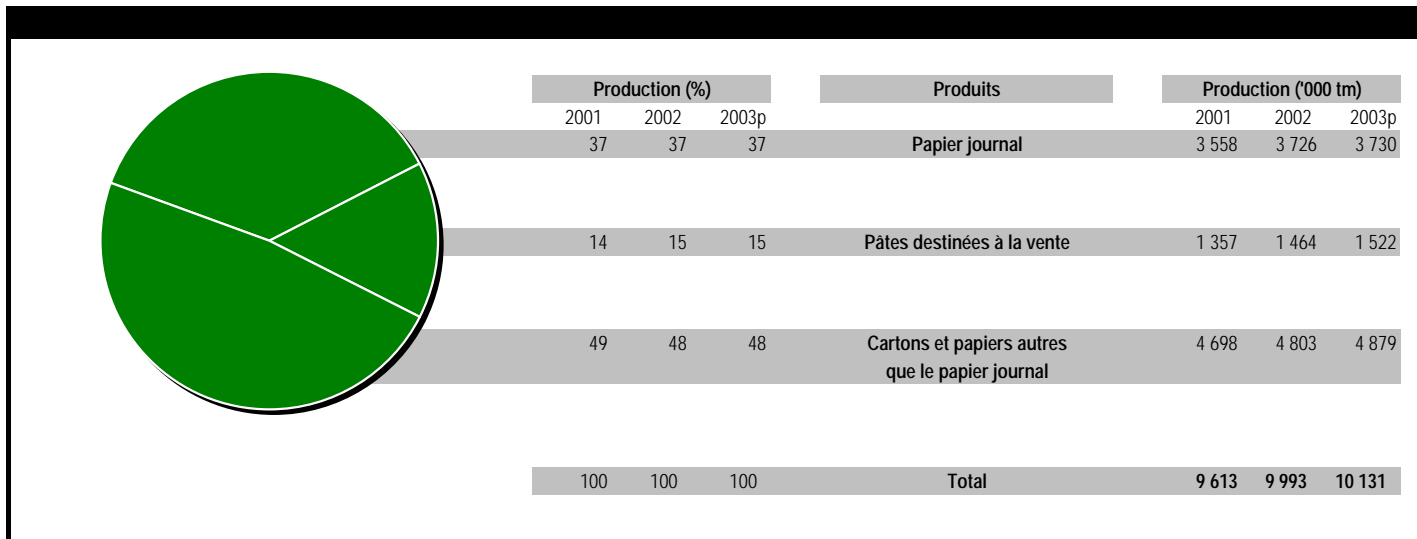 Production (%) Produits Production ('000 tm)
2001 2002 2003p 2001 2002 2003p
37 37 37 Papier journal 3 558 3 726 3 730
14 15 15 Pâtes destinées à la vente 1 357 1 464 1 522
49 48 48 Cartons et papiers autres 4 698 4 803 4 879
que le papier journal
100 100 100 Total 9 613 9 993 10 131